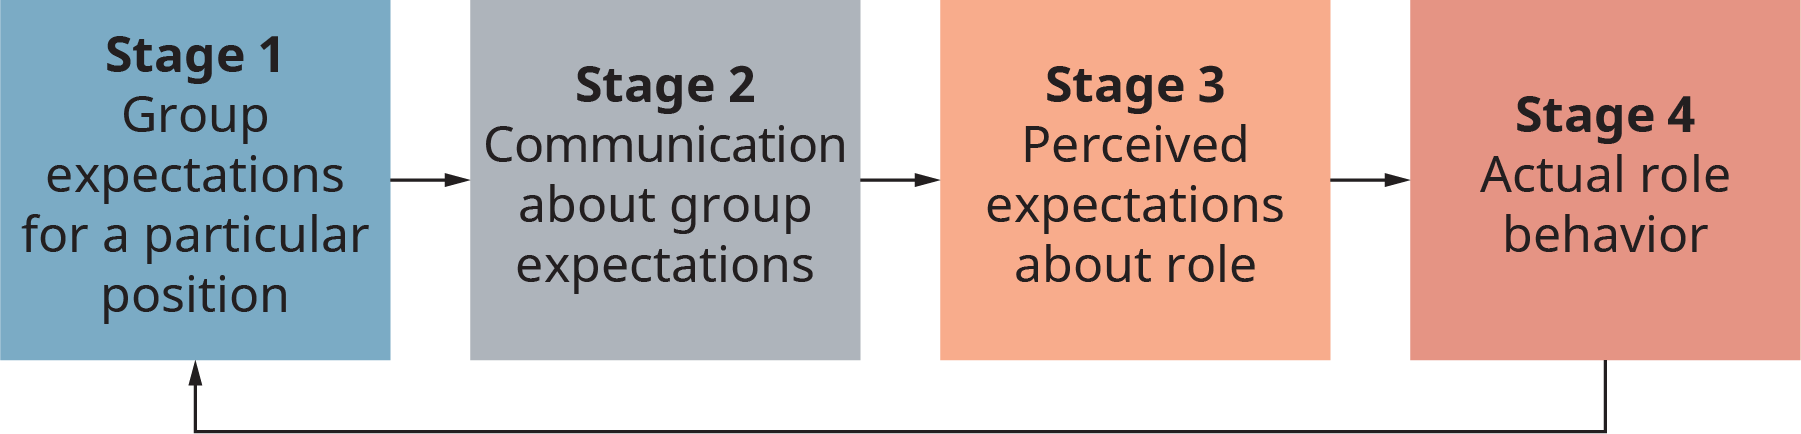 Stage 1
Group
expectations
for a particular
position
Stage 2
Communication
about group
expectations
Stage 3
Perceived
expectations
about role
Stage 4
Actual role
behavior